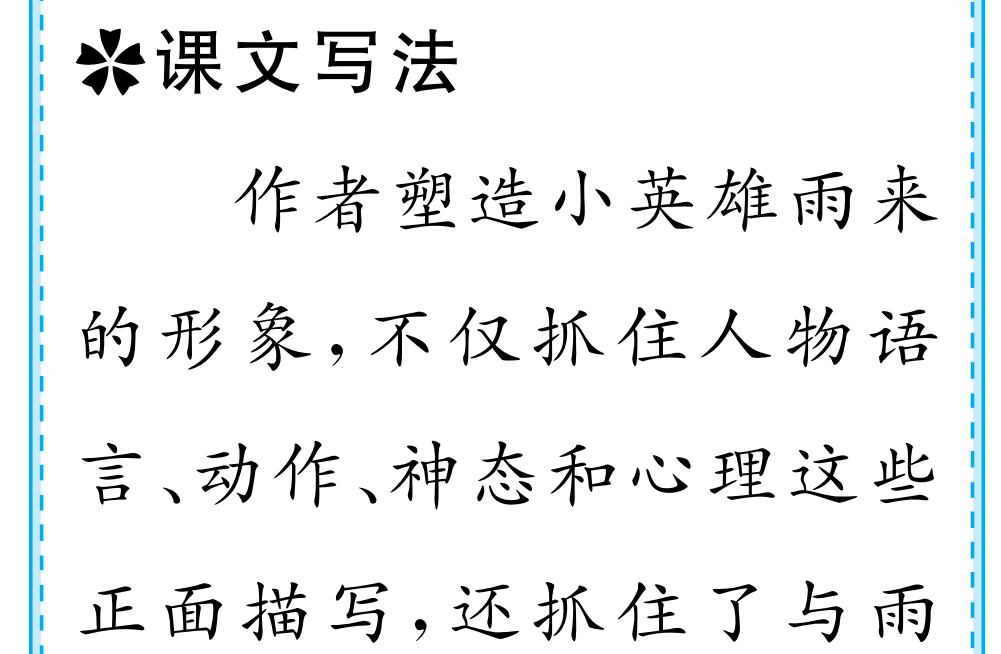 课文写法
作者塑造小英雄雨来
的形象,不仅抓住人物语
言、动作、神态和心理这些
正面描写,还抓住了与雨